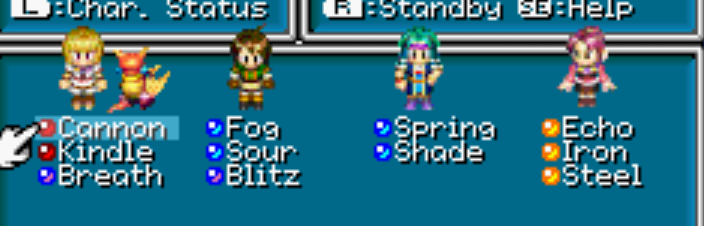 L:Char. Status
R:Standby SE:Help
Cannon Fog Spring Echo
Kindle Sour Shade Iron
Breath Blitz Steel